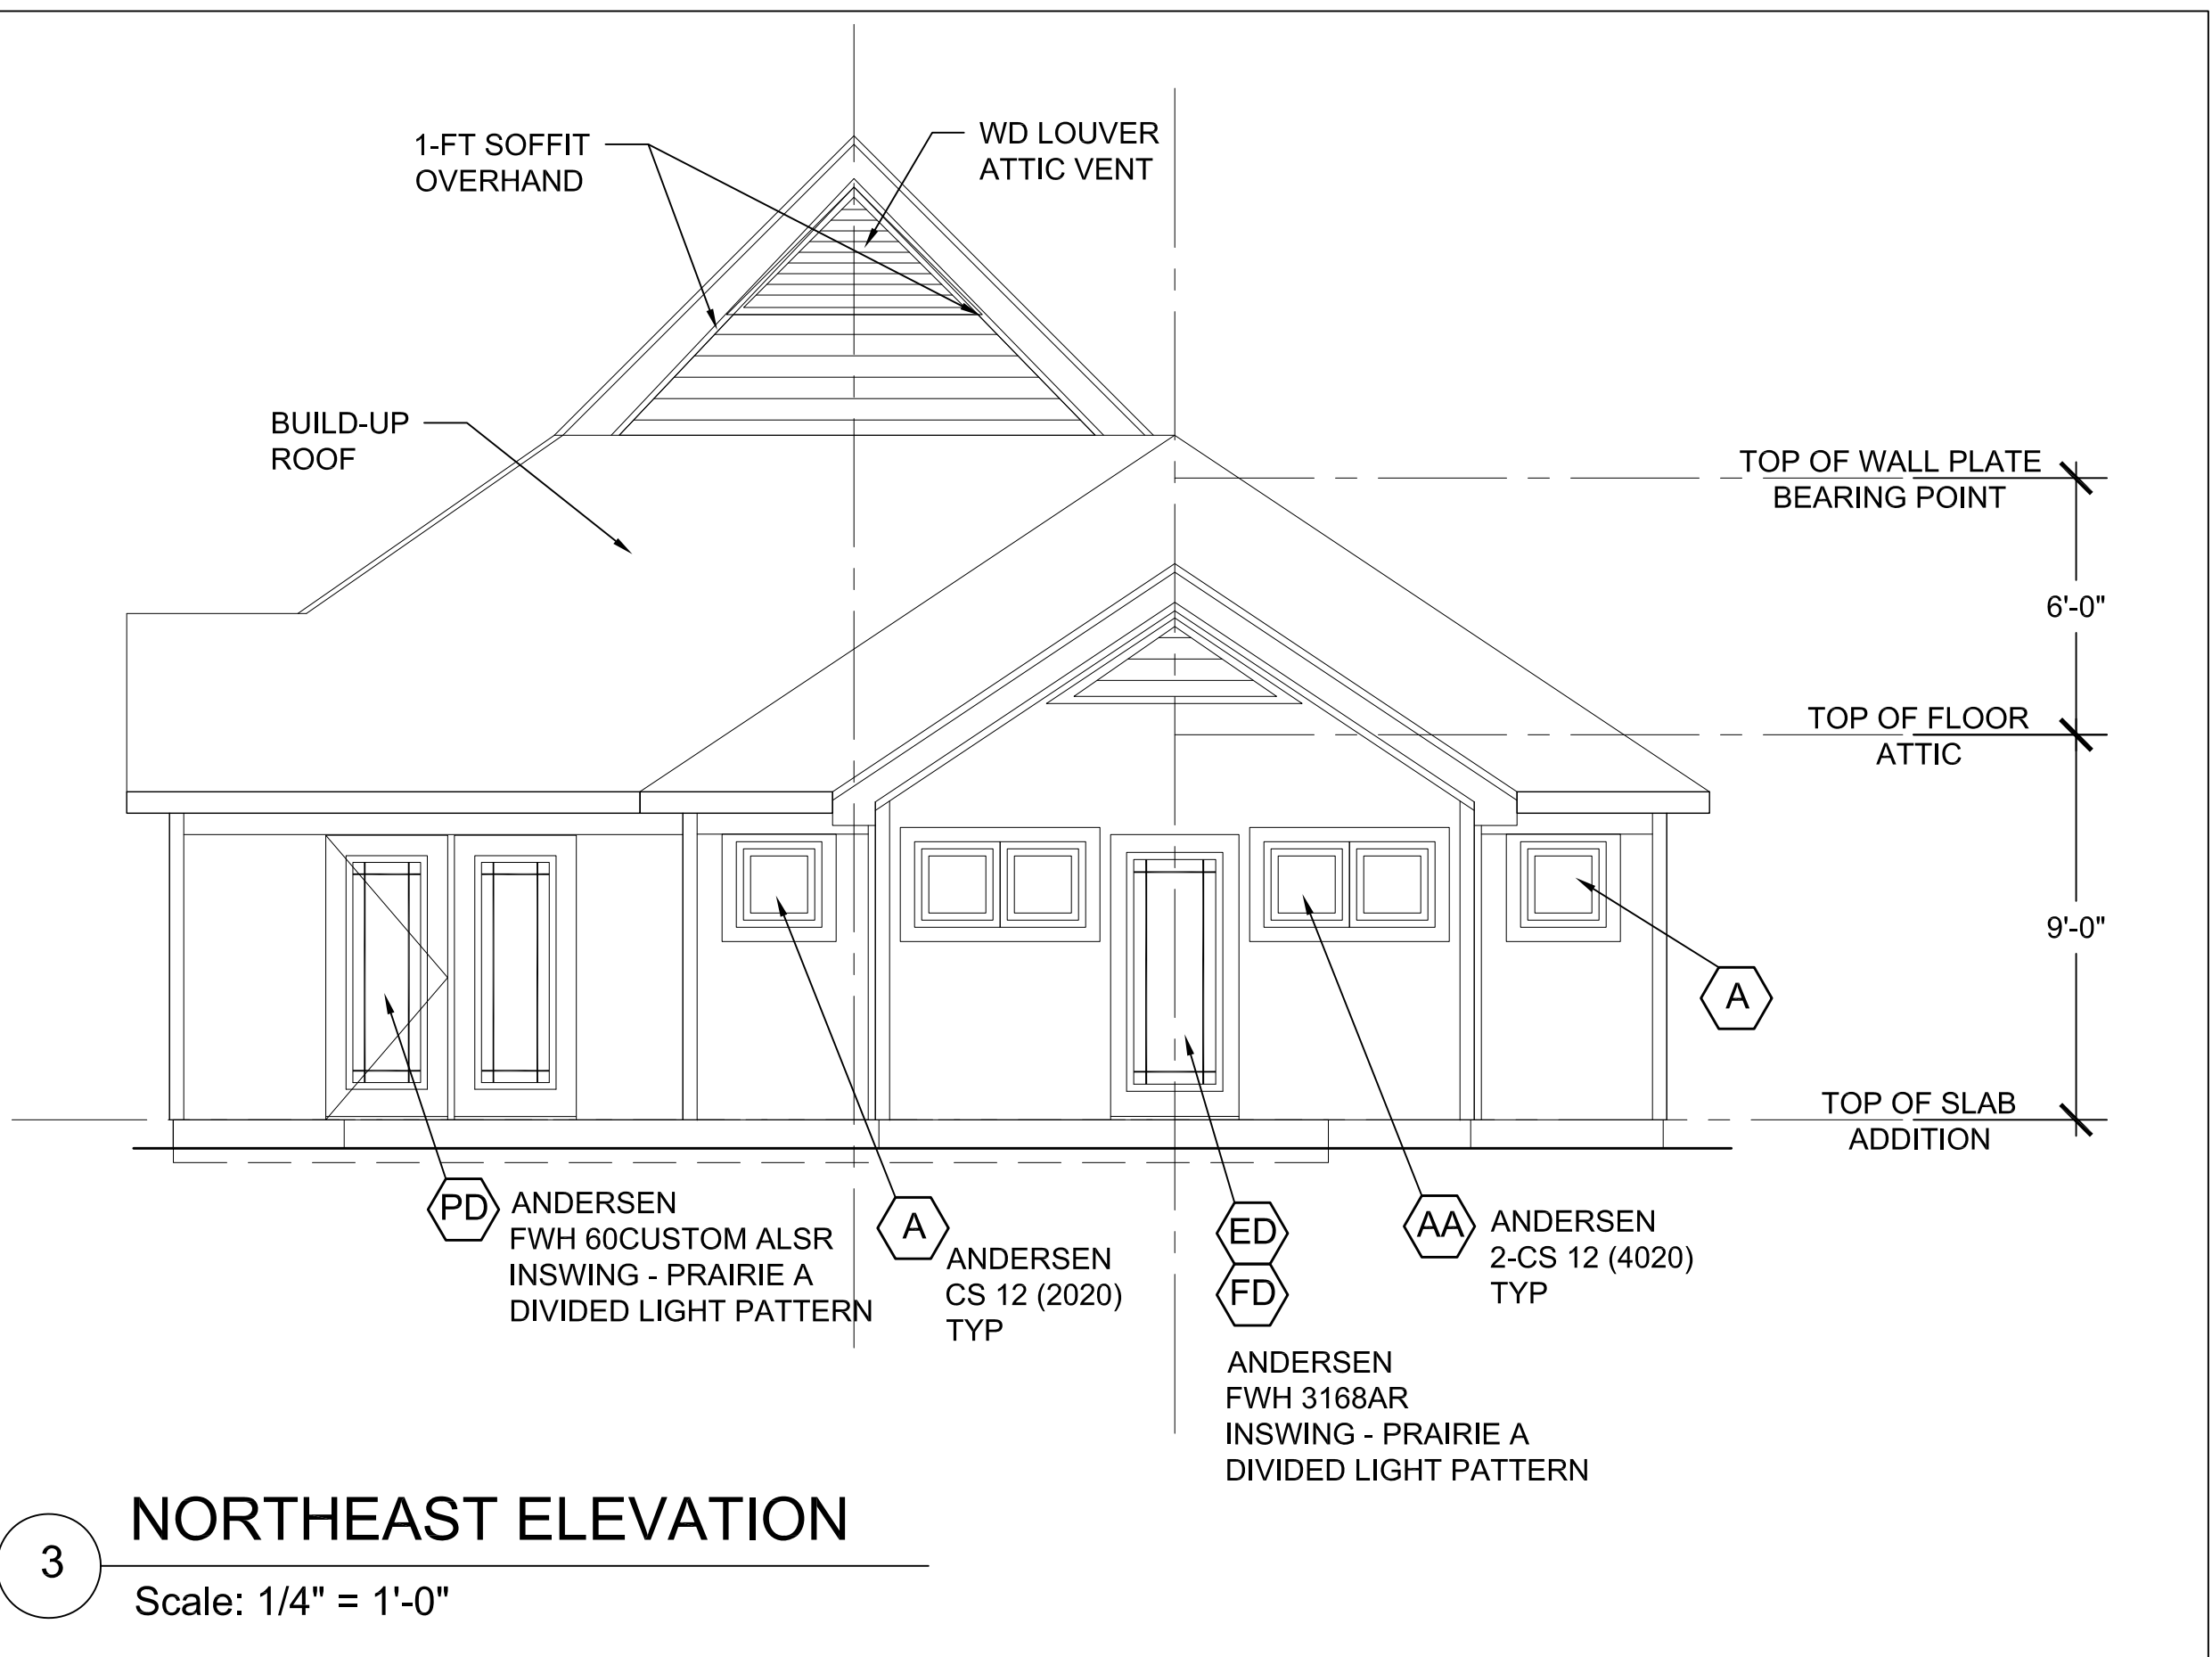 1-FT SOFFIT
OVERHAND
WD LOUVER
ATTIC VENT
BUILD-UP
ROOF
TOP OF WALL PLATE
BEARING POINT
6'-0"
TOP OF FLOOR
ATTIC
9'-0"
A
TOP OF SLAB
ADDITION
PD
ANDERSEN
FWH 60CUSTOM ALSR
INSWING - PRAIRIE A
DIVIDED LIGHT PATTERN
A
ANDERSEN
CS 12 (2020)
TYP
ED
FD
ANDERSEN
FWH 3168AR
INSWING - PRAIRIE A
DIVIDED LIGHT PATTERN
AA
ANDERSEN
2-CS 12 (4020)
TYP
3
NORTHEAST ELEVATION
Scale: 1/4" = 1'-0"